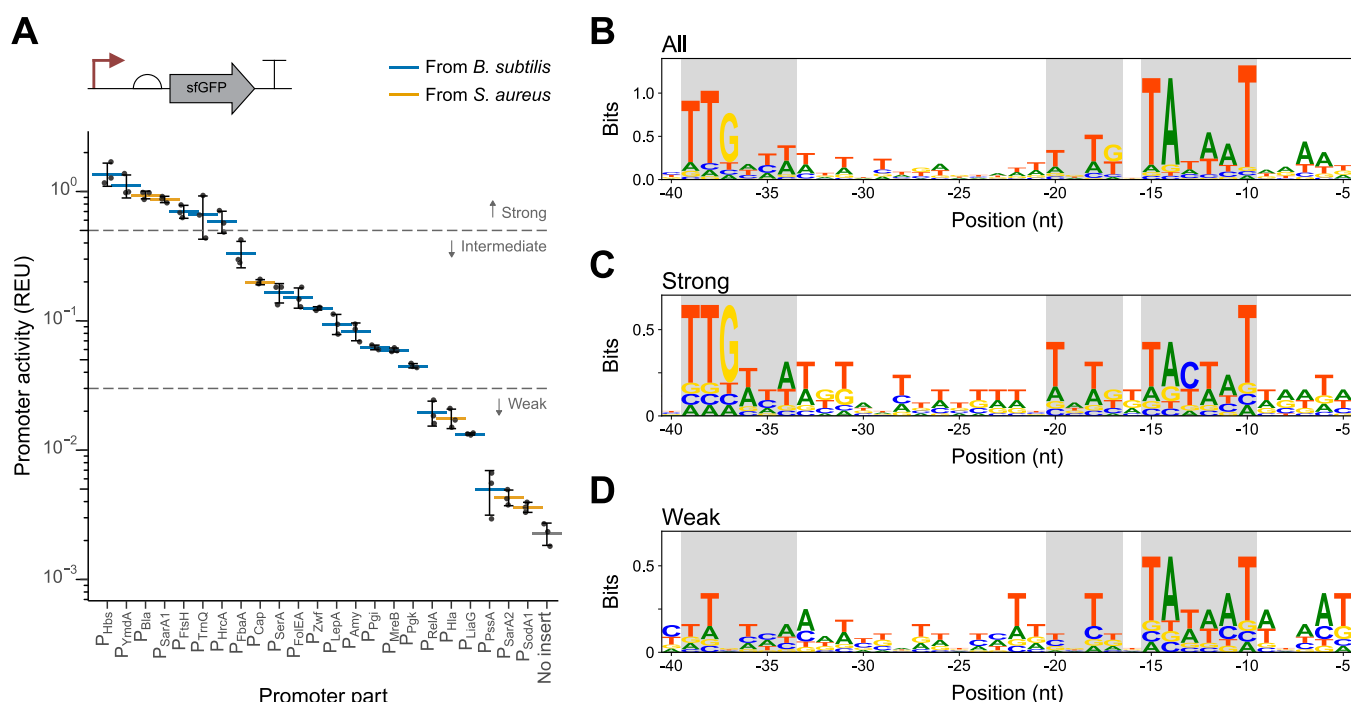 A
sfGFP
From B. subtilis
From S. aureus
Promoter activity (REU)
10⁰
10⁻¹
10⁻²
10⁻³
↑ Strong
↓ Intermediate
↓ Weak
P_Hbs
P_YmdA
P_Bla
P_SarA1
P_FtsH
P_TrnQ
P_HrcA
P_FbaA
P_Cap
P_SerA
P_FolEA
P_Zwf
P_LepA
P_Amy
P_Pgi
P_MreB
P_Pgk
P_RelA
P_Hla
P_LiaG
P_PssA
P_SarA2
P_SodA1
No insert
Promoter part
B
All
Bits
1.0
0.5
0.0
-40 -35 -30 -25 -20 -15 -10 -5
Position (nt)
C
Strong
Bits
0.5
0
-40 -35 -30 -25 -20 -15 -10 -5
Position (nt)
D
Weak
Bits
0.5
0
-40 -35 -30 -25 -20 -15 -10 -5
Position (nt)